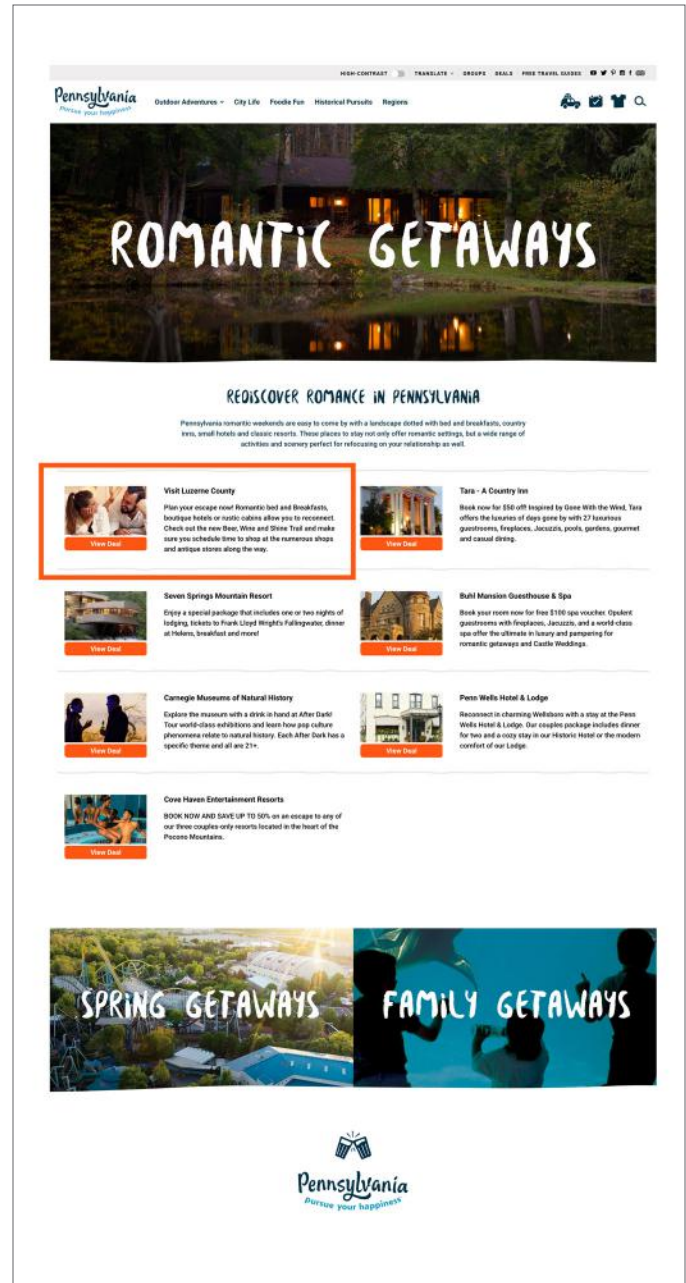 HIGH-CONTRAST TRANSLATE GROUPS DEALS FREE TRAVEL GUIDES
Pennsylvania
pursue your happiness
Outdoor Adventures City Life Foodie Fun Historical Pursuits Regions
ROMANTIC GETAWAYS
REDISCOVER ROMANCE IN PENNSYLVANIA
Pennsylvania romantic weekends are easy to come by with a landscape dotted with bed and breakfasts, country
inns, small hotels and classic resorts. These places to stay not only offer romantic settings, but a wide range of
activities and scenery perfect for refocusing on your relationship as well.
Visit Luzerne County
Plan your escape now! Romantic bed and Breakfasts,
boutique hotels or rustic cabins allow you to reconnect.
Check out the new Beer, Wine and Shine Trail and make
sure you schedule time to shop at the numerous shops
and antique stores along the way.
View Deal
Tara - A Country Inn
Book now for $50 off! Inspired by Gone With the Wind, Tara
offers the luxuries of days gone by with 27 luxurious
guestrooms, fireplaces, Jacuzzis, pools, gardens, gourmet
and casual dining.
View Deal
Seven Springs Mountain Resort
Enjoy a special package that includes one or two nights of
lodging, tickets to Frank Lloyd Wright's Fallingwater, dinner
at Helens, breakfast and more!
View Deal
Buhl Mansion Guesthouse & Spa
Book your room now for free $100 spa voucher. Opulent
guestrooms with fireplaces, Jacuzzis, and a world-class
spa offer the ultimate in luxury and pampering for
romantic getaways and Castle Weddings.
View Deal
Carnegie Museums of Natural History
Explore the museum with a drink in hand at After Dark!
Tour world-class exhibitions and learn how pop culture
phenomena relate to natural history. Each After Dark has a
specific theme and all are 21+.
View Deal
Penn Wells Hotel & Lodge
Reconnect in charming Wellsboro with a stay at the Penn
Wells Hotel & Lodge. Our couples package includes dinner
for two and a cozy stay in our Historic Hotel or the modern
comfort of our Lodge.
View Deal
Cove Haven Entertainment Resorts
BOOK NOW AND SAVE UP TO 50% on an escape to any of
our three couples-only resorts located in the heart of the
Pocono Mountains.
View Deal
SPRING GETAWAYS
FAMILY GETAWAYS
Pennsylvania
pursue your happiness